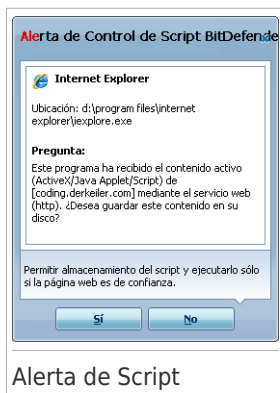 Alerta de Control de Script BitDefende
Internet Explorer
Ubicación: d:\program files\internet
explorer\iexplore.exe
Pregunta:
Este programa ha recibido el contenido activo
(ActiveX/Java Applet/Script) de
[coding.derkeiler.com] mediante el servicio web
(http). ¿Desea guardar este contenido en su
disco?
Permitir almacenamiento del script y ejecutarlo sólo
si la página web es de confianza.
Sí
No
Alerta de Script